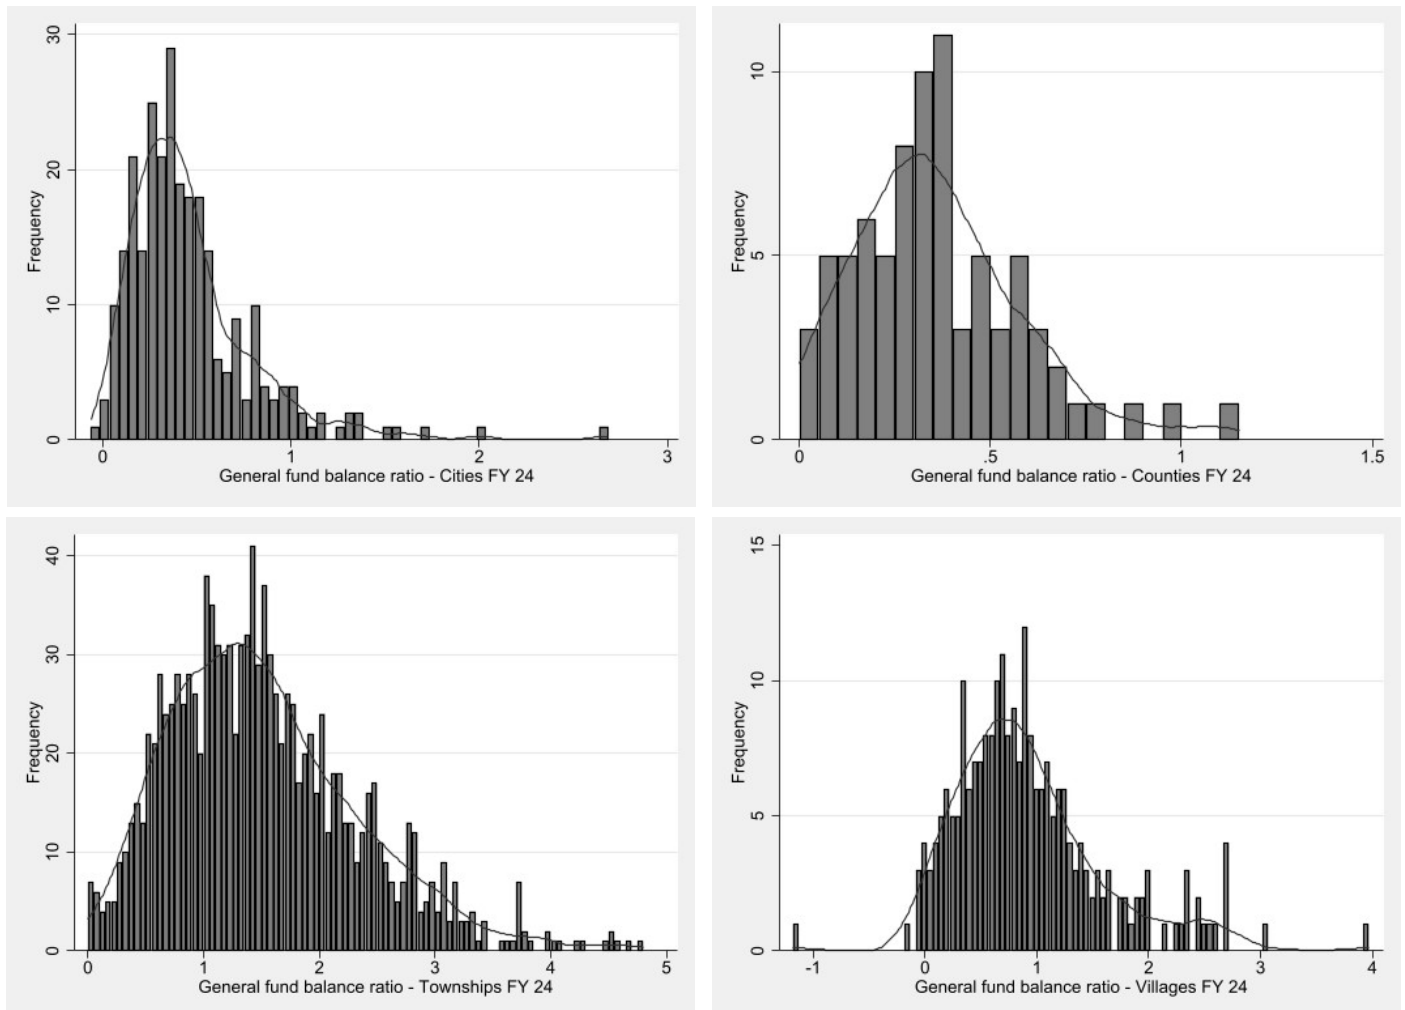 30
20
10
0
Frequency
0 1 2 3
General fund balance ratio - Cities FY 24
10
5
0
Frequency
0 .5 1 1.5
General fund balance ratio - Counties FY 24
40
30
20
10
0
Frequency
0 1 2 3 4 5
General fund balance ratio - Townships FY 24
15
10
5
0
Frequency
-1 0 1 2 3 4
General fund balance ratio - Villages FY 24